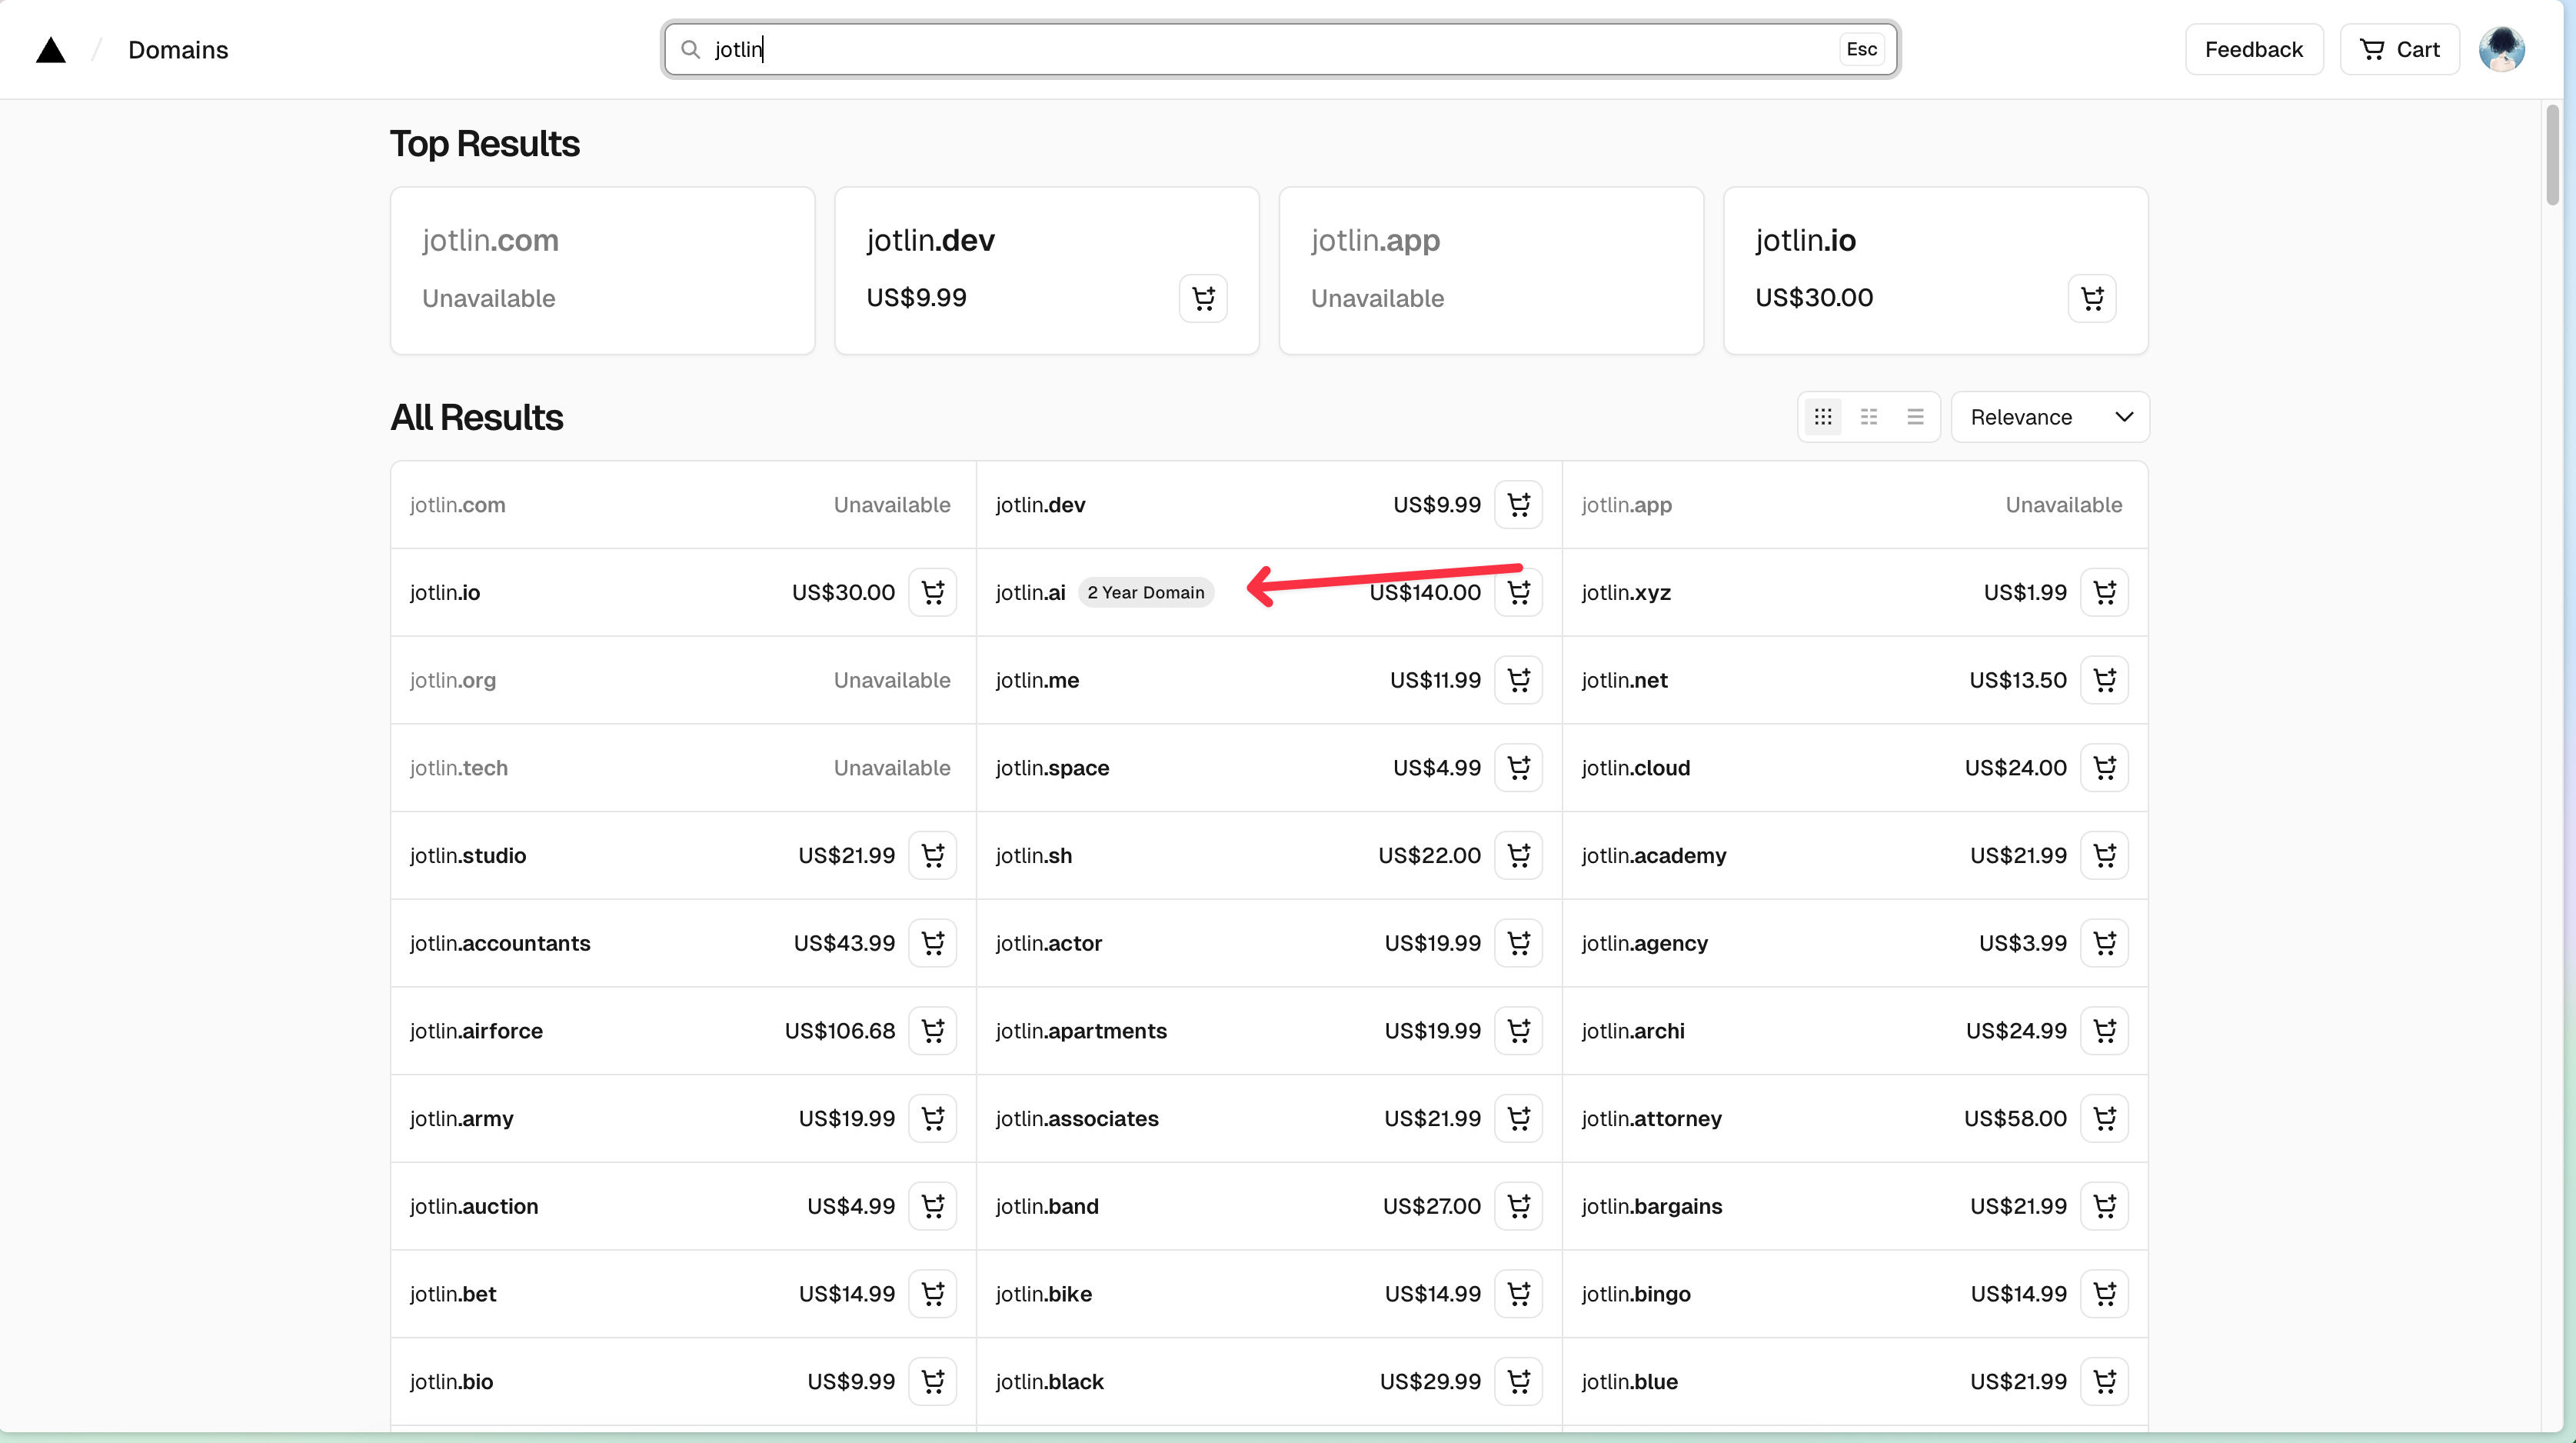 Domains
jotlin
Esc
Feedback
Cart
Top Results
jotlin.com
Unavailable
jotlin.dev
US$9.99
jotlin.app
Unavailable
jotlin.io
US$30.00
All Results
Relevance
jotlin.com Unavailable
jotlin.dev US$9.99
jotlin.app Unavailable
jotlin.io US$30.00
jotlin.ai 2 Year Domain US$140.00
jotlin.xyz US$1.99
jotlin.org Unavailable
jotlin.me US$11.99
jotlin.net US$13.50
jotlin.tech Unavailable
jotlin.space US$4.99
jotlin.cloud US$24.00
jotlin.studio US$21.99
jotlin.sh US$22.00
jotlin.academy US$21.99
jotlin.accountants US$43.99
jotlin.actor US$19.99
jotlin.agency US$3.99
jotlin.airforce US$106.68
jotlin.apartments US$19.99
jotlin.archi US$24.99
jotlin.army US$19.99
jotlin.associates US$21.99
jotlin.attorney US$58.00
jotlin.auction US$4.99
jotlin.band US$27.00
jotlin.bargains US$21.99
jotlin.bet US$14.99
jotlin.bike US$14.99
jotlin.bingo US$14.99
jotlin.bio US$9.99
jotlin.black US$29.99
jotlin.blue US$21.99